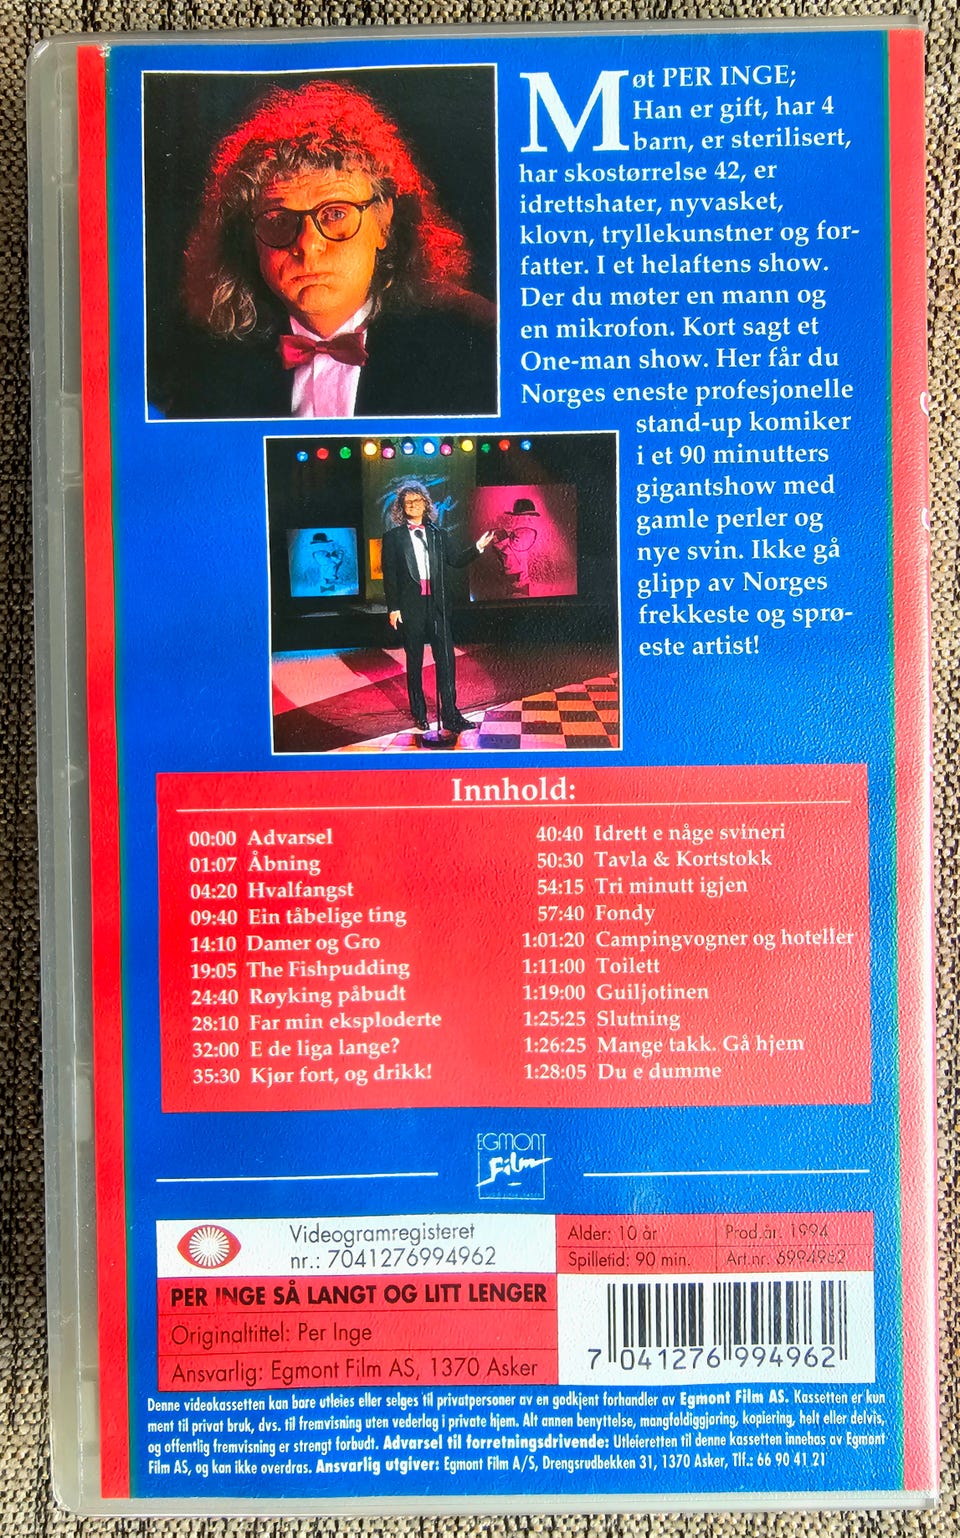 Møt PER INGE;
Han er gift, har 4
barn, er sterilisert,
har skostørrelse 42, er
idrettshater, nyvasket,
klovn, tryllekunstner og for-
fatter. I et helaftens show.
Der du møter en mann og
en mikrofon. Kort sagt et
One-man show. Her får du
Norges eneste profesjonelle
stand-up komiker
i et 90 minutters
gigantshow med
gamle perler og
nye svin. Ikke gå
glipp av Norges
frekkeste og sprø-
este artist!
Innhold:
00:00 Advarsel
01:07 Åbning
04:20 Hvalfangst
09:40 Ein tåbelige ting
14:10 Damer og Gro
19:05 The Fishpudding
24:40 Røyking påbudt
28:10 Far min eksploderte
32:00 E de liga lange?
35:30 Kjør fort, og drikk!
40:40 Idrett e någe svineri
50:30 Tavla & Kortstokk
54:15 Tri minutt igjen
57:40 Fondy
1:01:20 Campingvogner og hoteller
1:11:00 Toilett
1:19:00 Guiljotinen
1:25:25 Slutning
1:26:25 Mange takk. Gå hjem
1:28:05 Du e dumme
EGMONT
Film
Videogramregisteret
nr.: 7041276994962
Alder: 10 år
Prod.år. 1994
Spilletid: 90 min.
Art.nr. 6994962
PER INGE SÅ LANGT OG LITT LENGER
Originaltittel: Per Inge
Ansvarlig: Egmont Film AS, 1370 Asker
7 041276 994962
Denne videokassetten kan bare utleies eller selges til privatpersoner av en godkjent forhandler av Egmont Film AS. Kassetten er kun
ment til privat bruk, dvs. til fremvisning uten vederlag i private hjem. Alt annen benyttelse, mangfoldiggjøring, kopiering, helt eller delvis,
og offentlig fremvisning er strengt forbudt. Advarsel til forretningsdrivende: Utleieretten til denne kassetten innehas av Egmont
Film AS, og kan ikke overdras. Ansvarlig utgiver: Egmont Film A/S, Drengsrudbekken 31, 1370 Asker, Tlf.: 66 90 41 21